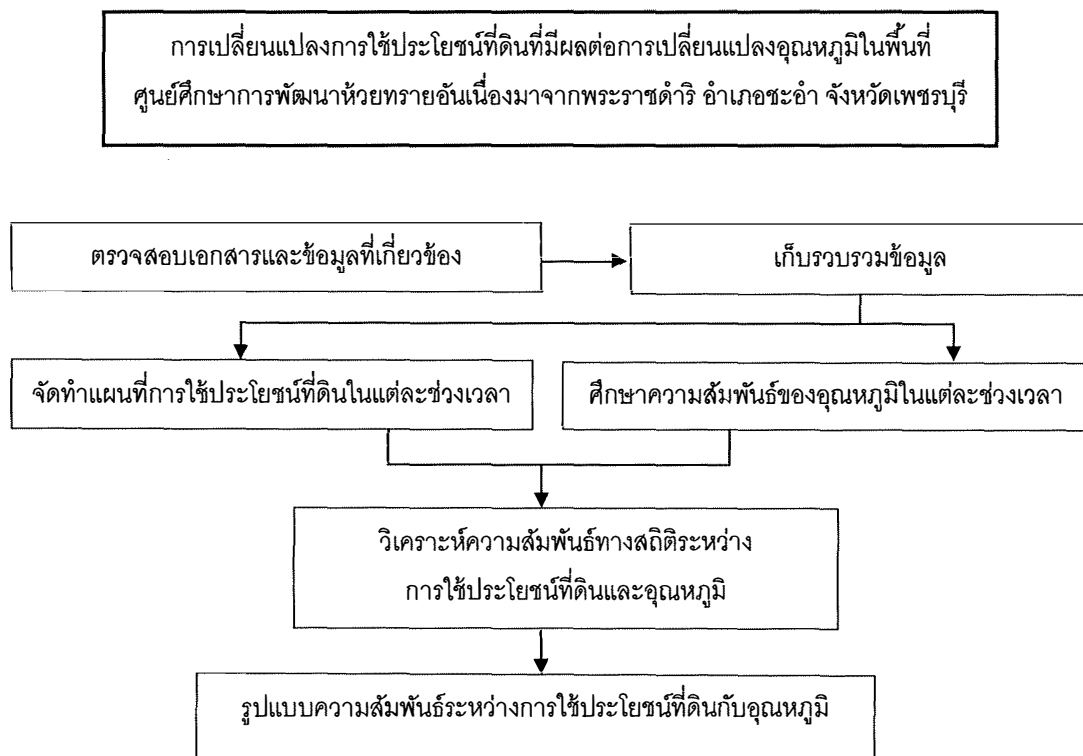 การเปลี่ยนแปลงการใช้ประโยชน์ที่ดินที่มีผลต่อการเปลี่ยนแปลงอุณหภูมิในพื้นที่
ศูนย์ศึกษาการพัฒนาห้วยทรายอันเนื่องมาจากพระราชดำริ อำเภอชะอำ จังหวัดเพชรบุรี
ตรวจสอบเอกสารและข้อมูลที่เกี่ยวข้อง
เก็บรวบรวมข้อมูล
จัดทำแผนที่การใช้ประโยชน์ที่ดินในแต่ละช่วงเวลา
ศึกษาความสัมพันธ์ของอุณหภูมิในแต่ละช่วงเวลา
วิเคราะห์ความสัมพันธ์ทางสถิติระหว่าง
การใช้ประโยชน์ที่ดินและอุณหภูมิ
รูปแบบความสัมพันธ์ระหว่างการใช้ประโยชน์ที่ดินกับอุณหภูมิ